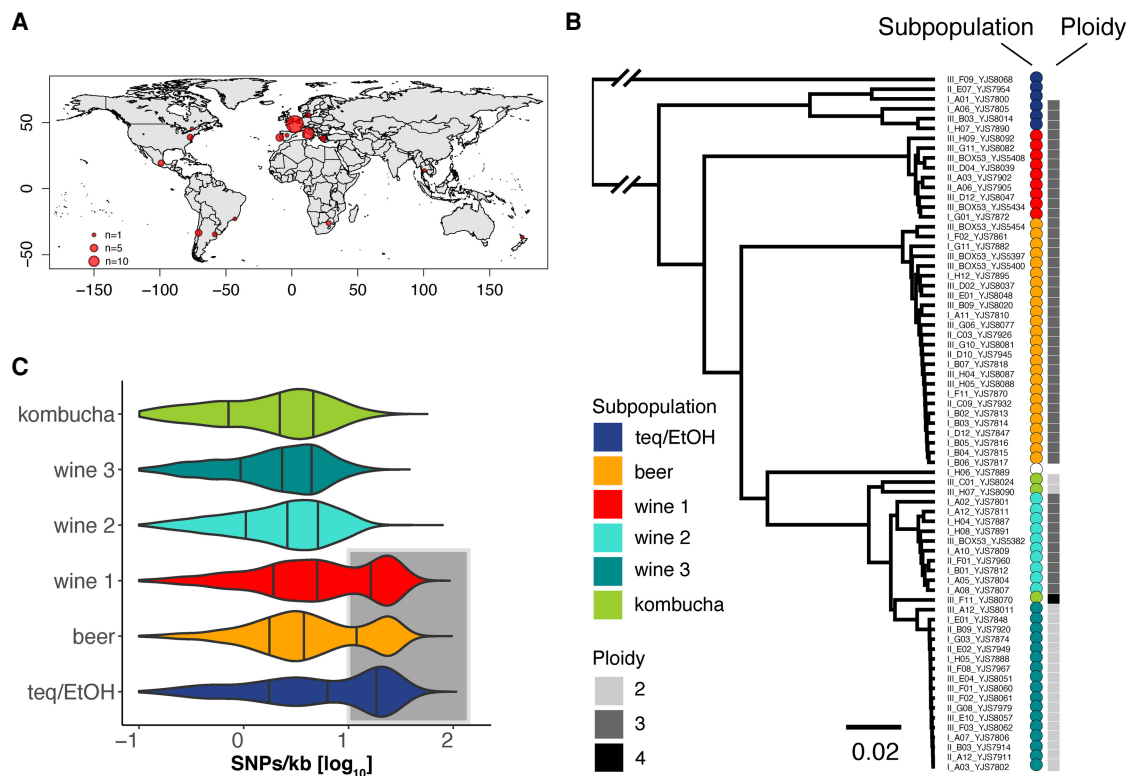 A
50
0
−50
n=1
n=5
n=10
−150
−100
−50
0
50
100
150
B
Subpopulation
Ploidy
III_F09_YJS8068
II_E07_YJS7954
I_A01_YJS7800
I_A06_YJS7805
III_B03_YJS8014
I_H07_YJS7890
III_H09_YJS8092
III_G11_YJS8082
III_BOX53_YJS5408
III_D04_YJS8039
II_A03_YJS7902
II_A06_YJS7905
III_D12_YJS8047
III_BOX53_YJS5434
I_G01_YJS7872
III_BOX53_YJS5454
I_F02_YJS7861
I_G11_YJS7882
III_BOX53_YJS5397
III_BOX53_YJS5400
I_H12_YJS7895
III_D02_YJS8037
III_E01_YJS8048
III_B09_YJS8020
I_A11_YJS7810
III_G06_YJS8077
II_C03_YJS7926
III_G10_YJS8081
II_D10_YJS7945
I_B07_YJS7818
III_H04_YJS8087
III_H05_YJS8088
I_F11_YJS7870
II_C09_YJS7932
I_B02_YJS7813
I_B03_YJS7814
I_D12_YJS7847
I_B05_YJS7816
I_B04_YJS7815
I_B06_YJS7817
I_H06_YJS7889
III_C01_YJS8024
III_H07_YJS8090
I_A02_YJS7801
I_A12_YJS7811
I_H04_YJS7887
I_H08_YJS7891
III_BOX53_YJS5382
I_A10_YJS7809
II_F01_YJS7960
I_B01_YJS7812
I_A05_YJS7804
I_A08_YJS7807
III_F11_YJS8070
III_A12_YJS8011
I_E01_YJS7848
II_B09_YJS7920
I_G03_YJS7874
II_E02_YJS7949
I_H05_YJS7888
II_F08_YJS7967
III_E04_YJS8051
III_F01_YJS8060
III_F02_YJS8061
II_G08_YJS7979
III_E10_YJS8057
III_F03_YJS8062
I_A07_YJS7806
II_B03_YJS7914
II_A12_YJS7911
I_A03_YJS7802
Subpopulation
teq/EtOH
beer
wine 1
wine 2
wine 3
kombucha
Ploidy
2
3
4
0.02
C
kombucha
wine 3
wine 2
wine 1
beer
teq/EtOH
−1
0
1
2
SNPs/kb [log10]